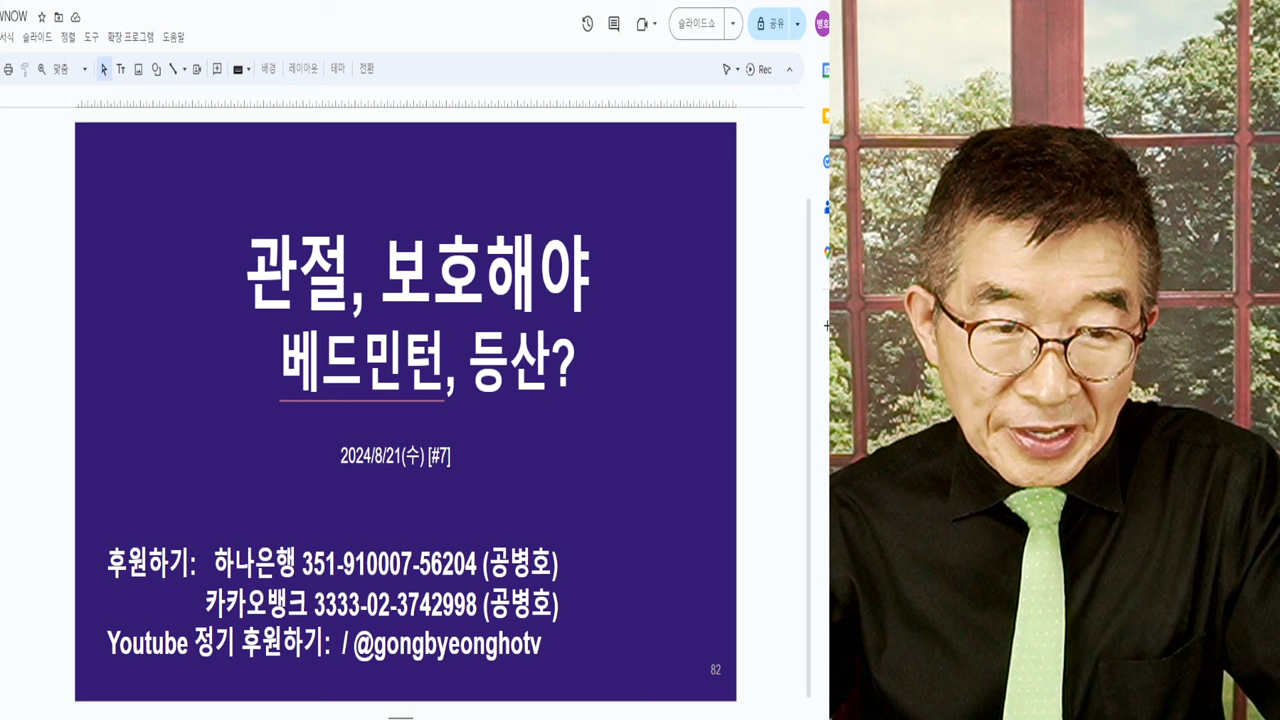 WNOW
서식 슬라이드 정렬 도구 확장 프로그램 도움말
슬라이드쇼
공유
병호
맞춤
배경 레이아웃 테마 전환
Rec
관절, 보호해야
베드민턴, 등산?
2024/8/21(수) [#7]
후원하기: 하나은행 351-910007-56204 (공병호)
카카오뱅크 3333-02-3742998 (공병호)
Youtube 정기 후원하기: / @gongbyeonghotv
82